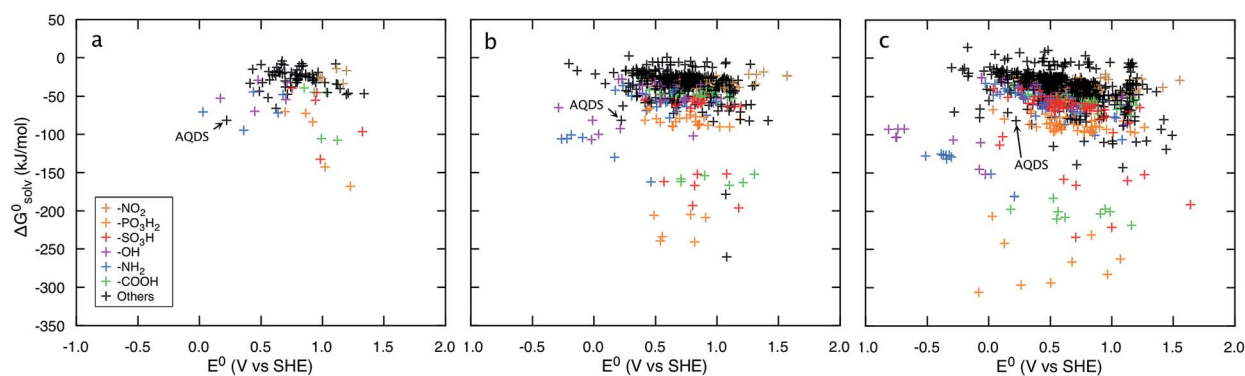 a
b
c
50
0
-50
-100
-150
-200
-250
-300
-350
ΔG⁰solv (kJ/mol)
AQDS
AQDS
AQDS
-NO₂
-PO₃H₂
-SO₃H
-OH
-NH₂
-COOH
Others
-1.0 -0.5 0.0 0.5 1.0 1.5 2.0
-1.0 -0.5 0.0 0.5 1.0 1.5 2.0
-1.0 -0.5 0.0 0.5 1.0 1.5 2.0
E⁰ (V vs SHE)
E⁰ (V vs SHE)
E⁰ (V vs SHE)